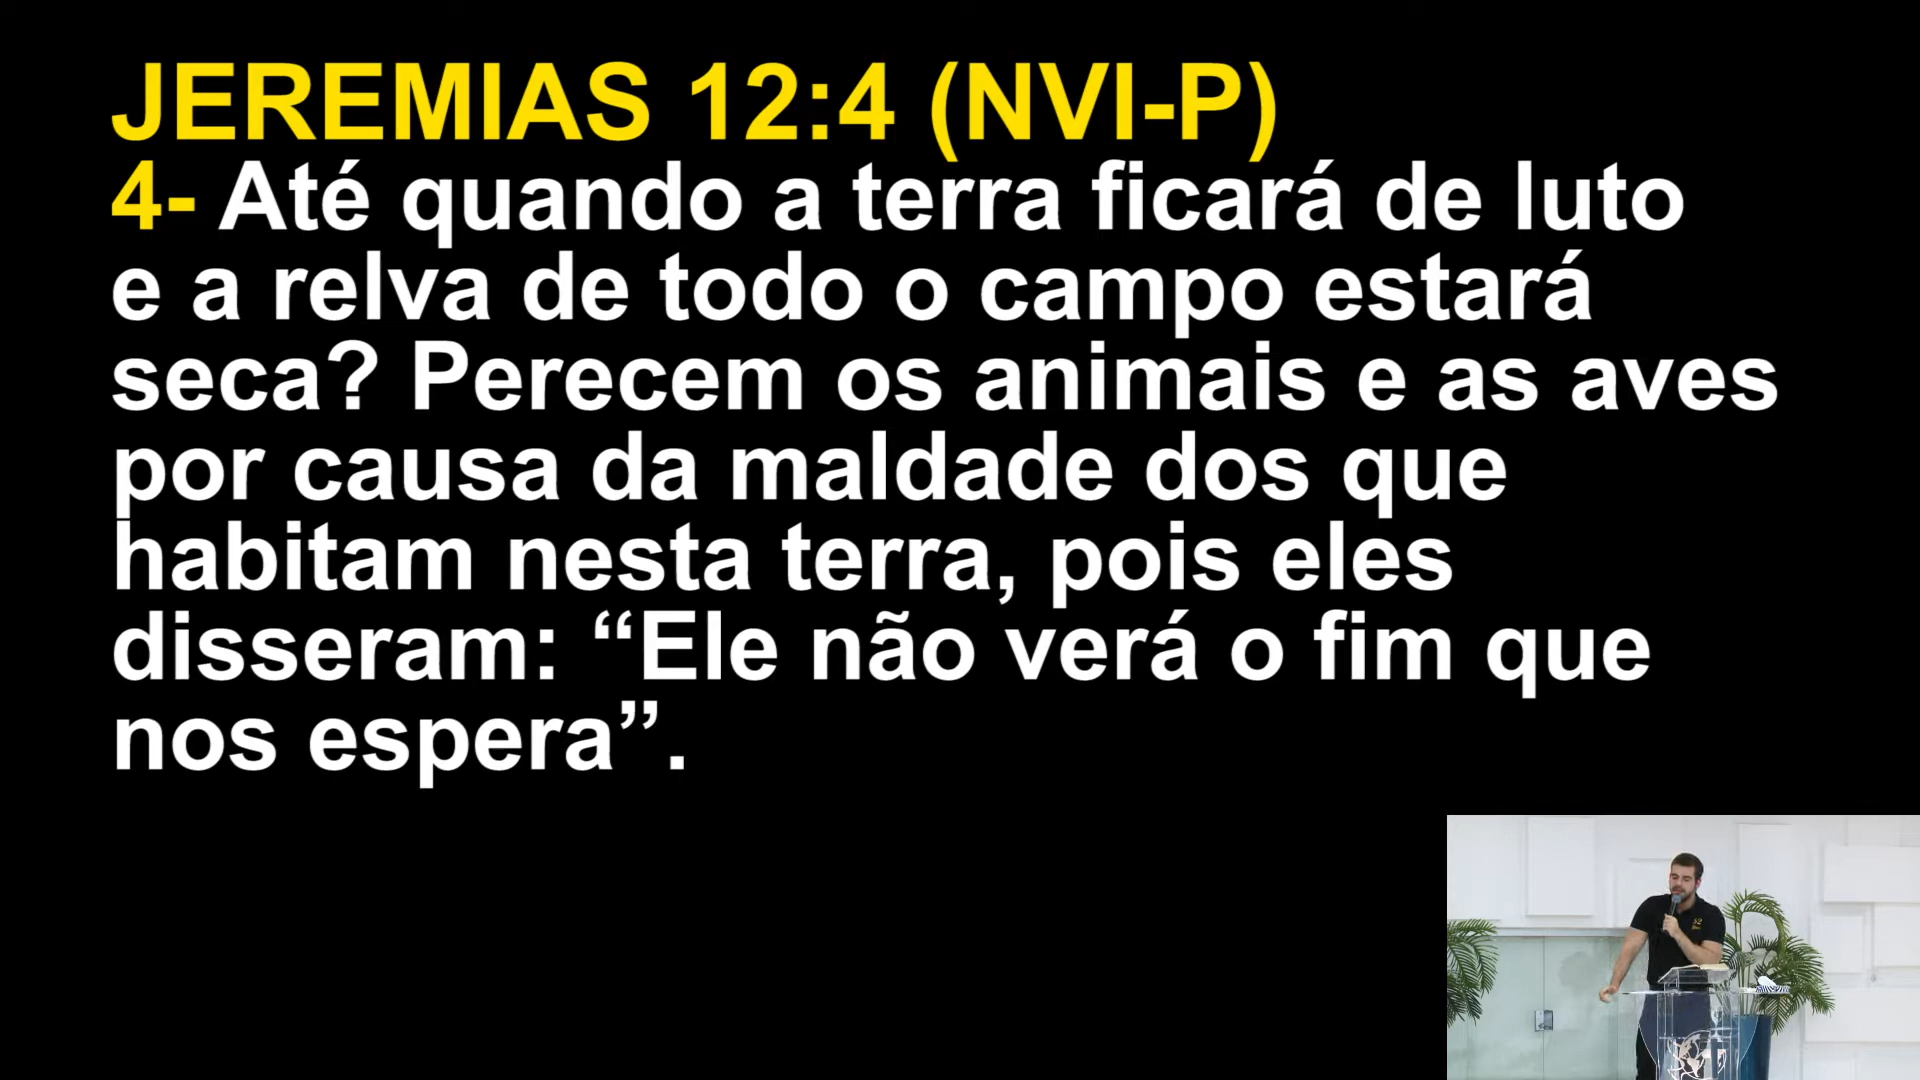 JEREMIAS 12:4 (NVI-P)
4- Até quando a terra ficará de luto
e a relva de todo o campo estará
seca? Perecem os animais e as aves
por causa da maldade dos que
habitam nesta terra, pois eles
disseram: “Ele não verá o fim que
nos espera”.